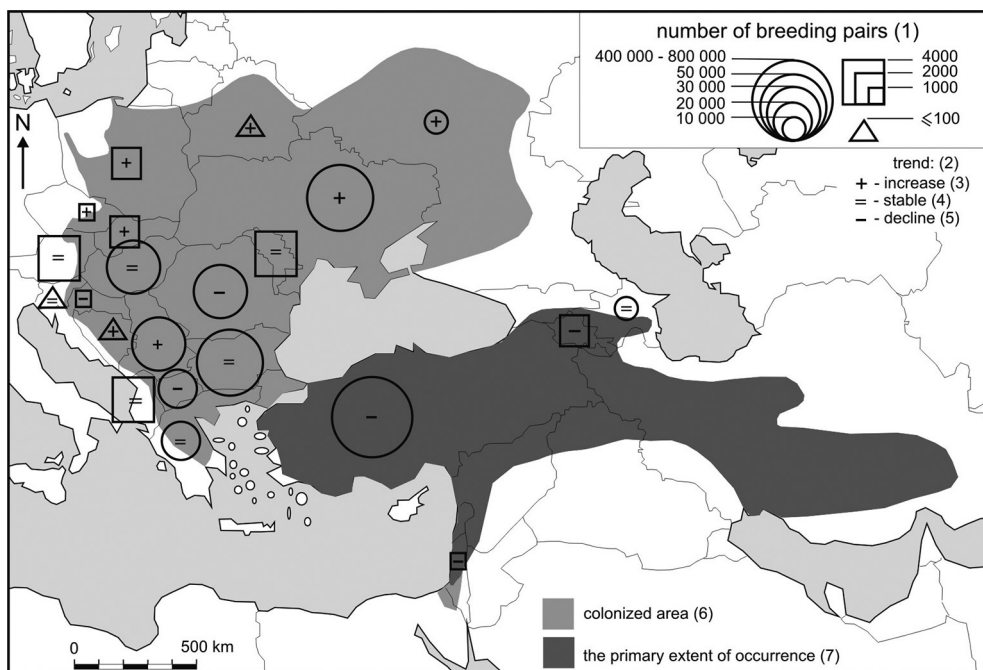 number of breeding pairs (1)
400 000 - 800 000
50 000
30 000
20 000
10 000
4000
2000
1000
⩽100
trend: (2)
+ - increase (3)
= - stable (4)
− - decline (5)
N
0 500 km
colonized area (6)
the primary extent of occurrence (7)